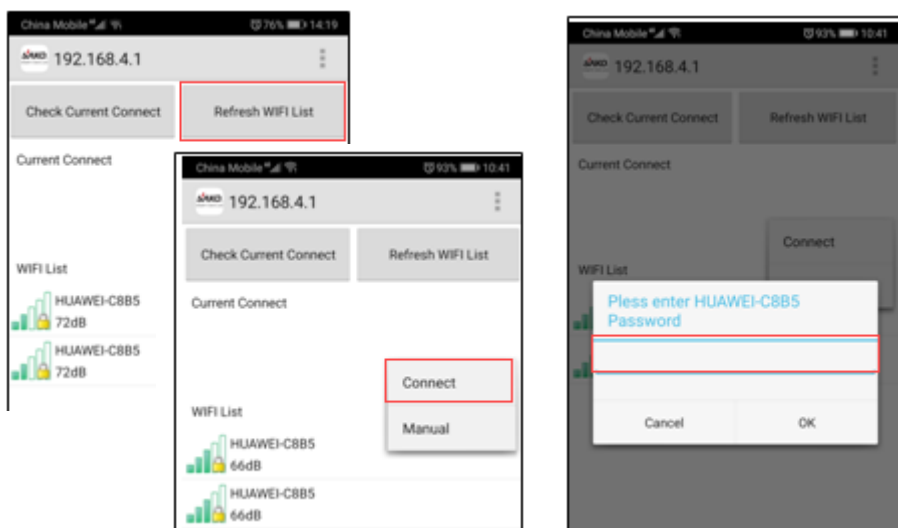 China Mobile 76% 14:19
SAKO 192.168.4.1
Check Current Connect Refresh WIFI List
Current Connect
WIFI List
HUAWEI-C8B5
72dB
HUAWEI-C8B5
72dB
China Mobile 93% 10:41
SAKO 192.168.4.1
Check Current Connect Refresh WIFI List
Current Connect
Connect
Manual
WIFI List
HUAWEI-C8B5
66dB
HUAWEI-C8B5
66dB
China Mobile 93% 10:41
SAKO 192.168.4.1
Check Current Connect Refresh WIFI List
Current Connect
Connect
WIFI List
Pless enter HUAWEI-C8B5
Password
Cancel OK